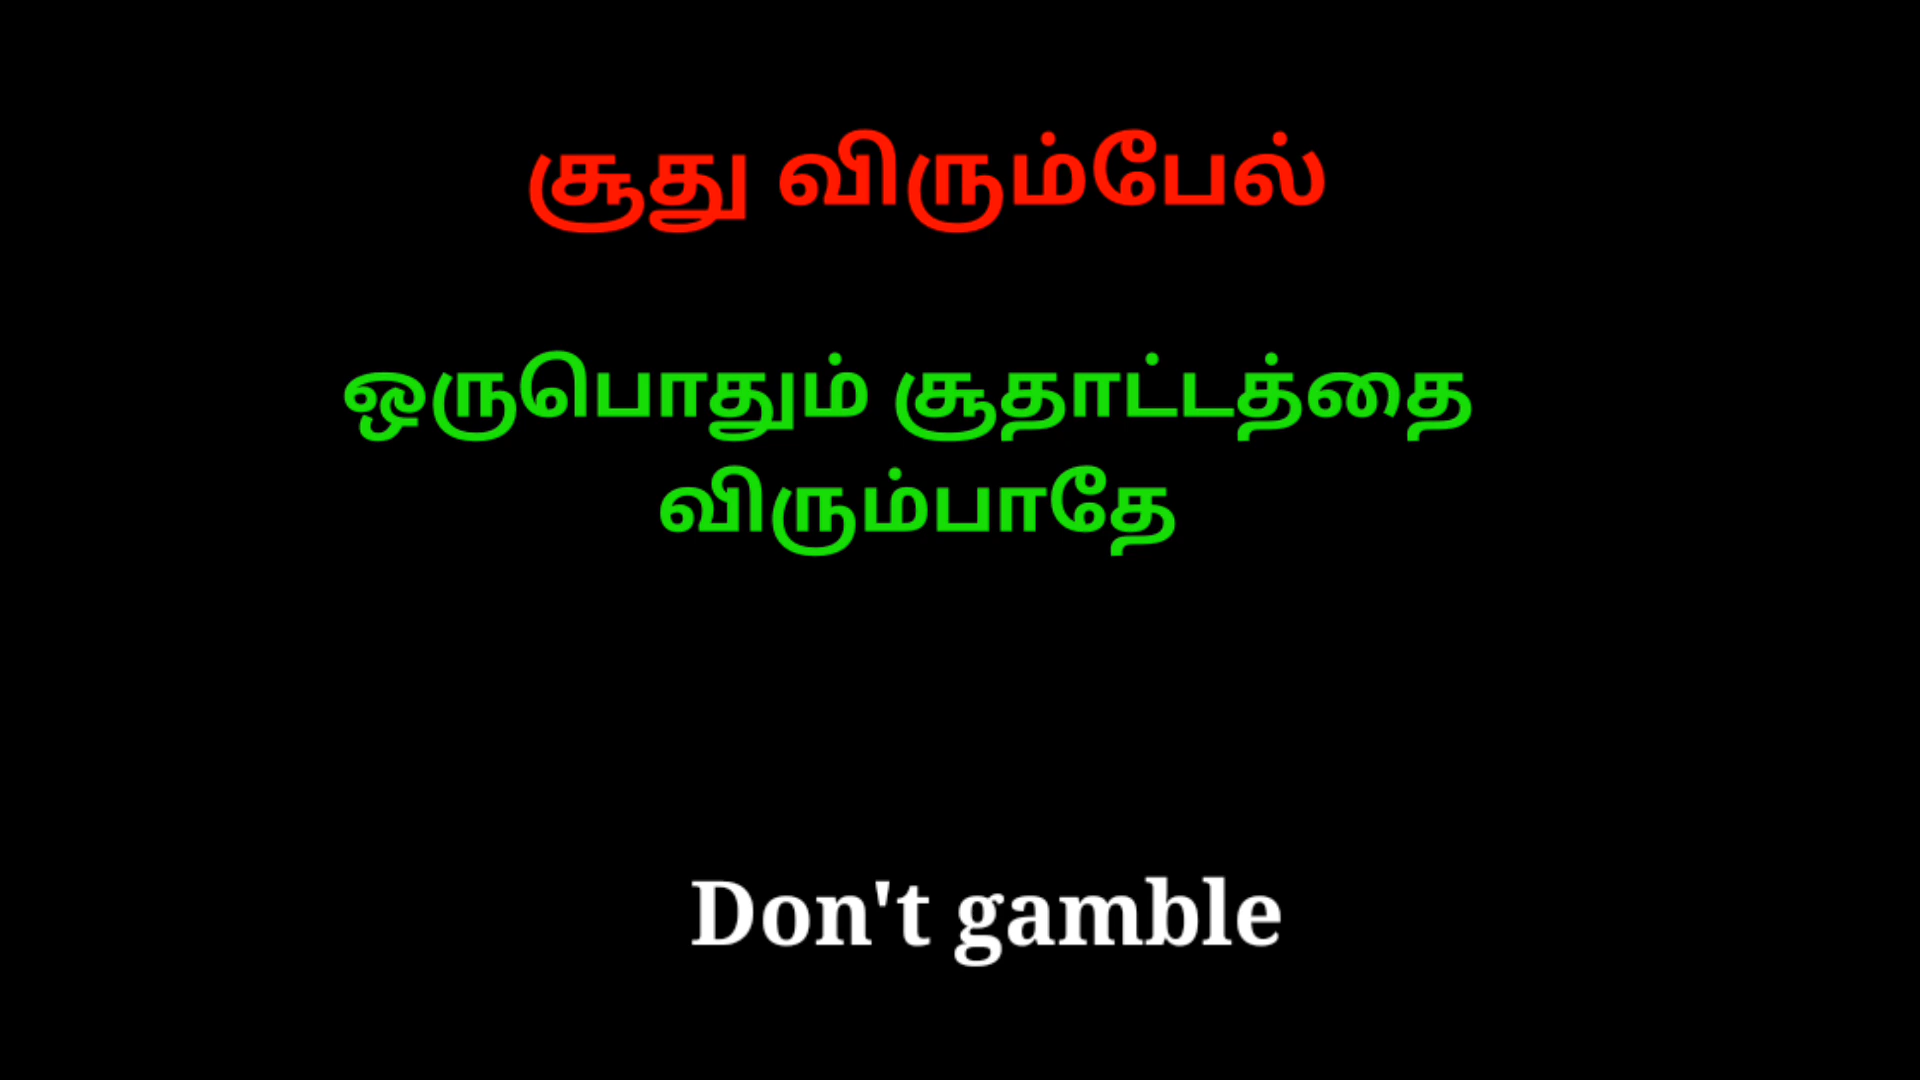 சூது விரும்பேல்
ஒருபொதும் சூதாட்டத்தை
விரும்பாதே
Don't gamble